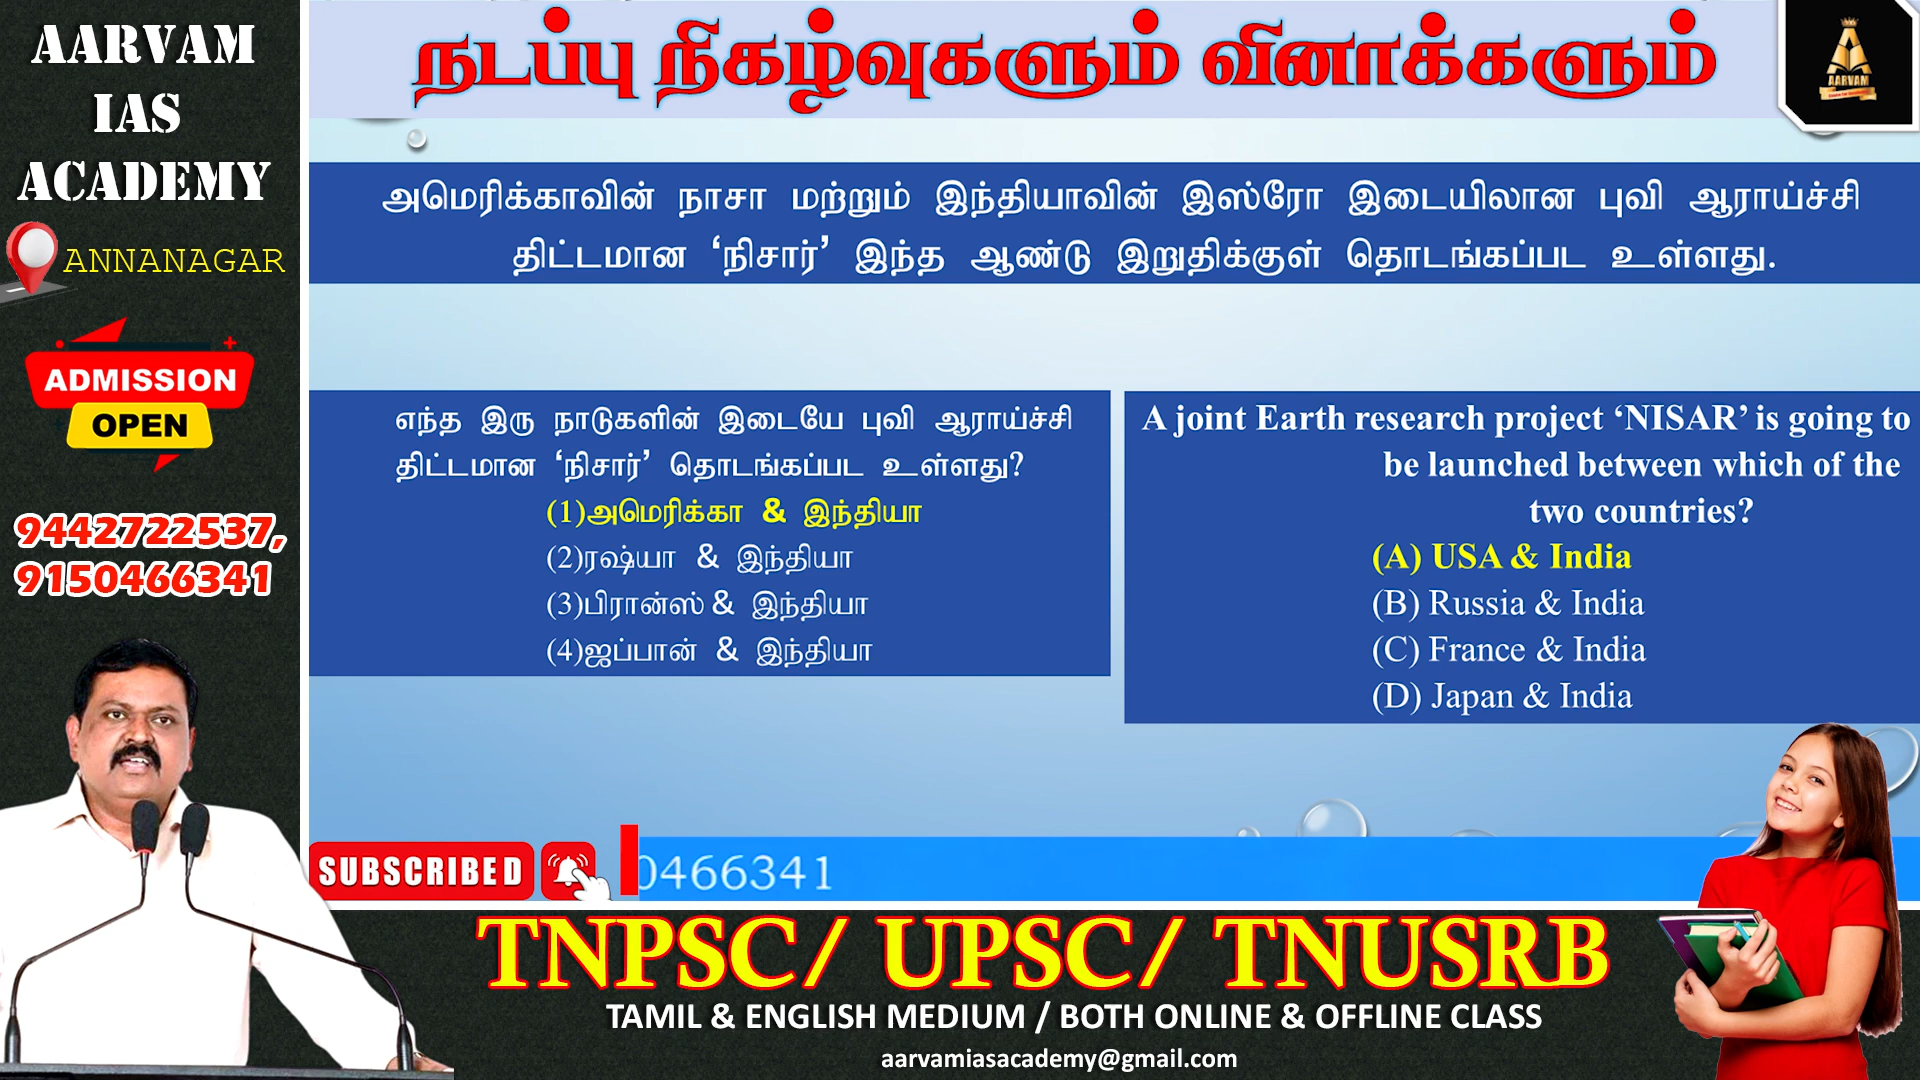 AARVAM
IAS
ACADEMY
ANNANAGAR
ADMISSION
OPEN
9442722537,
9150466341
நடப்பு நிகழ்வுகளும் வினாக்களும்
AARVAM
அமெரிக்காவின் நாசா மற்றும் இந்தியாவின் இஸ்ரோ இடையிலான புவி ஆராய்ச்சி
திட்டமான ‘நிசார்’ இந்த ஆண்டு இறுதிக்குள் தொடங்கப்பட உள்ளது.
எந்த இரு நாடுகளின் இடையே புவி ஆராய்ச்சி
திட்டமான ‘நிசார்’ தொடங்கப்பட உள்ளது?
(1)அமெரிக்கா & இந்தியா
(2)ரஷ்யா & இந்தியா
(3)பிரான்ஸ் & இந்தியா
(4)ஜப்பான் & இந்தியா
A joint Earth research project ‘NISAR’ is going to
be launched between which of the
two countries?
(A) USA & India
(B) Russia & India
(C) France & India
(D) Japan & India
SUBSCRIBED
0466341
TNPSC/ UPSC/ TNUSRB
TAMIL & ENGLISH MEDIUM / BOTH ONLINE & OFFLINE CLASS
aarvamiasacademy@gmail.com